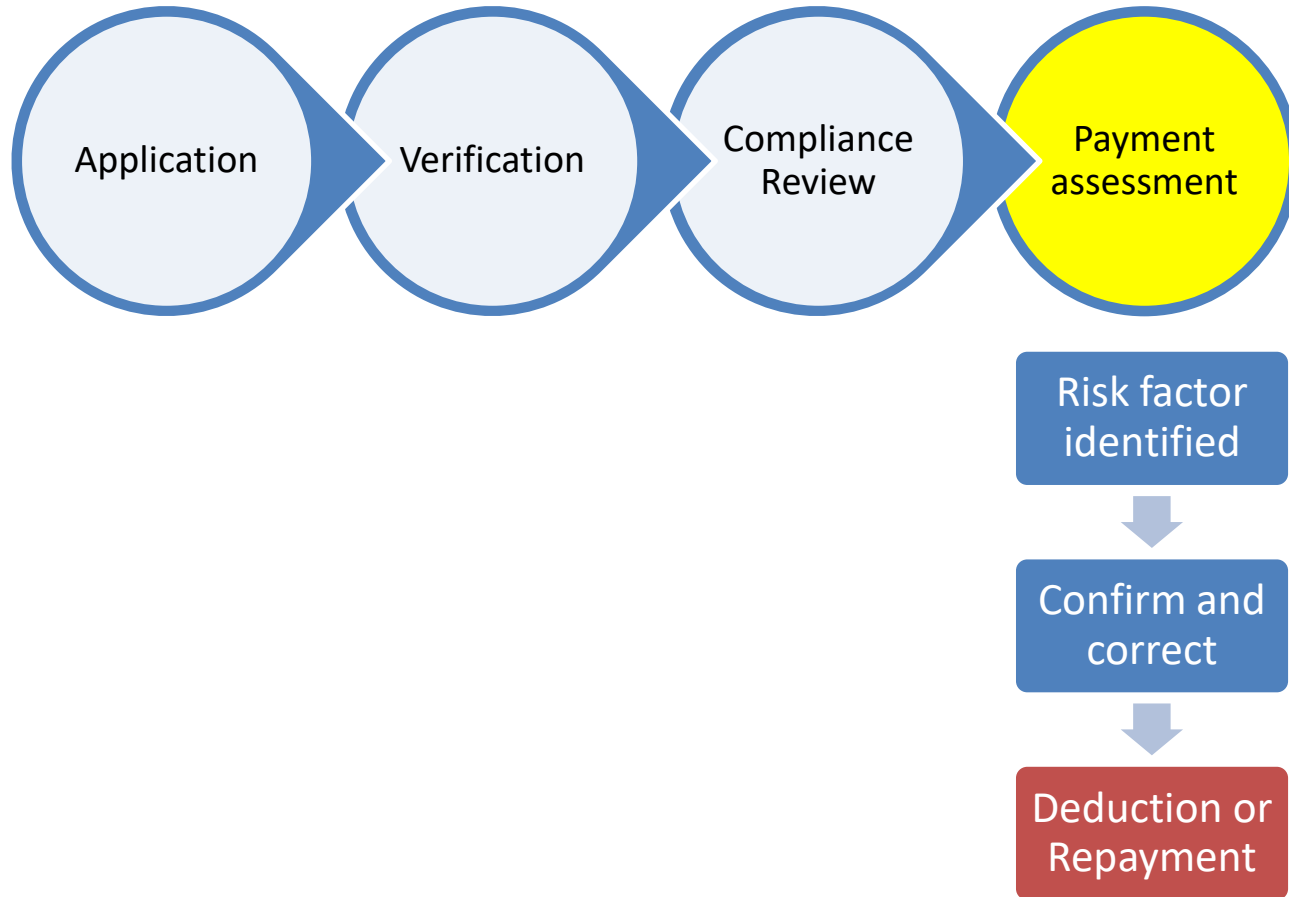 Application
Verification
Compliance
Review
Payment
assessment
Risk factor
identified
Confirm and
correct
Deduction or
Repayment